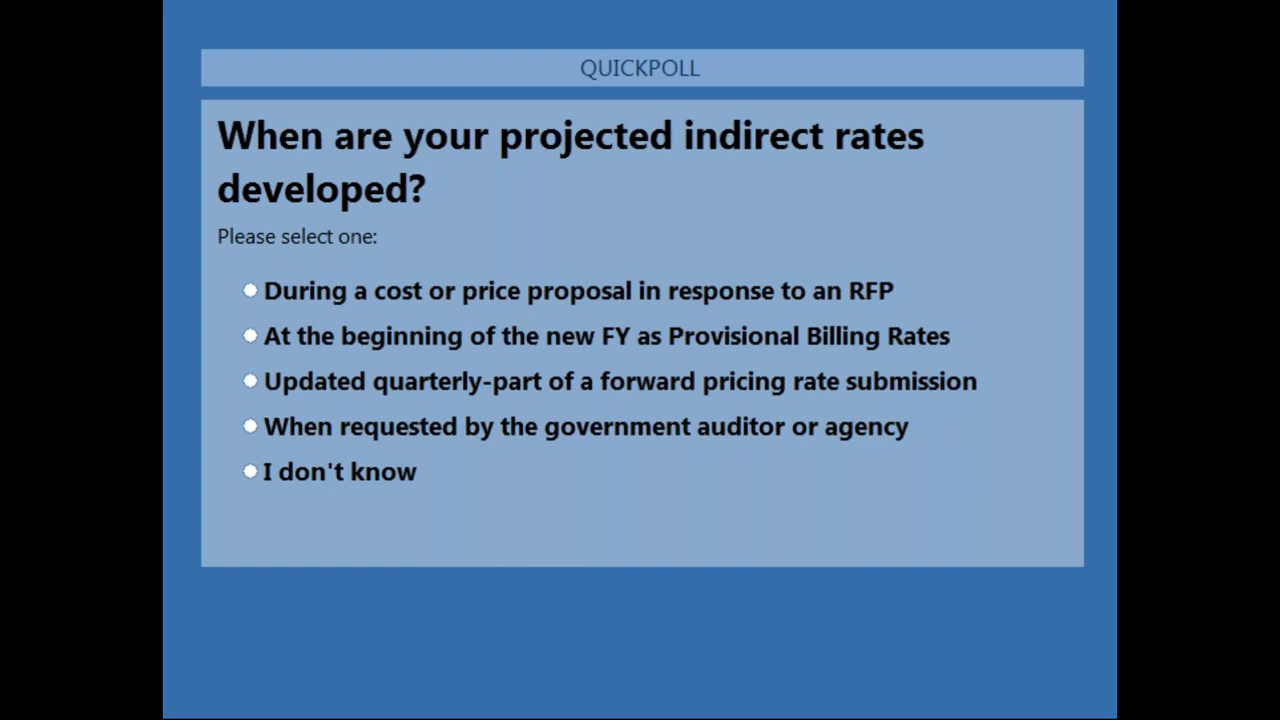 QUICKPOLL
When are your projected indirect rates
developed?
Please select one:
During a cost or price proposal in response to an RFP
At the beginning of the new FY as Provisional Billing Rates
Updated quarterly-part of a forward pricing rate submission
When requested by the government auditor or agency
I don't know